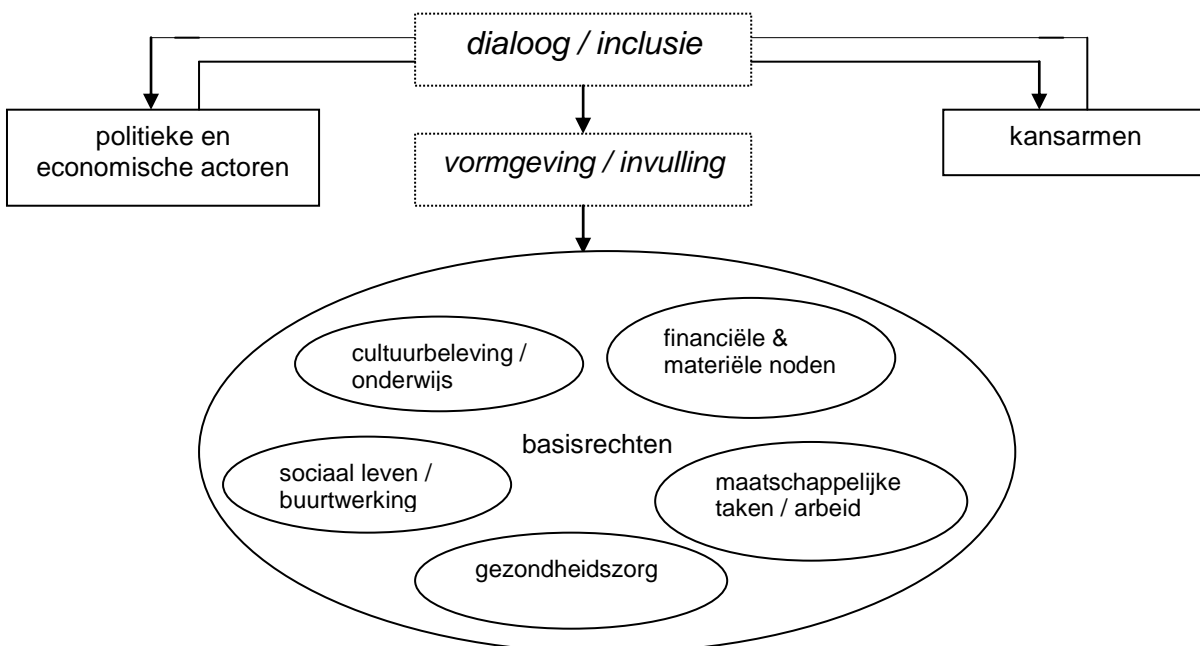 dialoog / inclusie
politieke en
economische actoren
kansarmen
vormgeving / invulling
cultuurbeleving /
onderwijs
financiële &
materiële noden
basisrechten
sociaal leven /
buurtwerking
maatschappelijke
taken / arbeid
gezondheidszorg